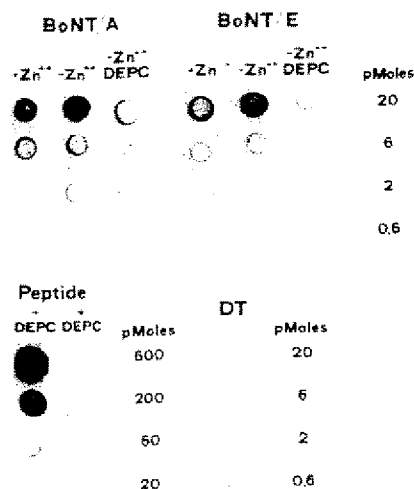 BoNT/A BoNT/E
-Zn++ -Zn++
+Zn++ -Zn++ DEPC +Zn -Zn++ DEPC pMoles
20
6
2
0.6
Peptide DT
- +
DEPC DEPC pMoles pMoles
600 20
200 6
60 2
20 0.6